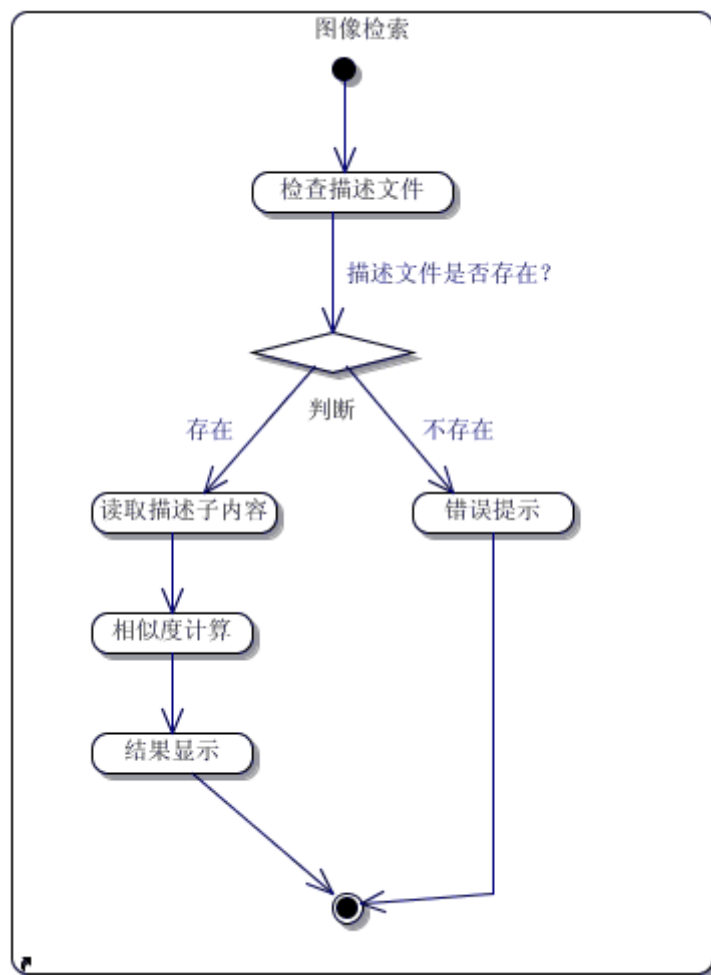 图像检索
检查描述文件
描述文件是否存在?
判断
存在
不存在
读取描述子内容
错误提示
相似度计算
结果显示